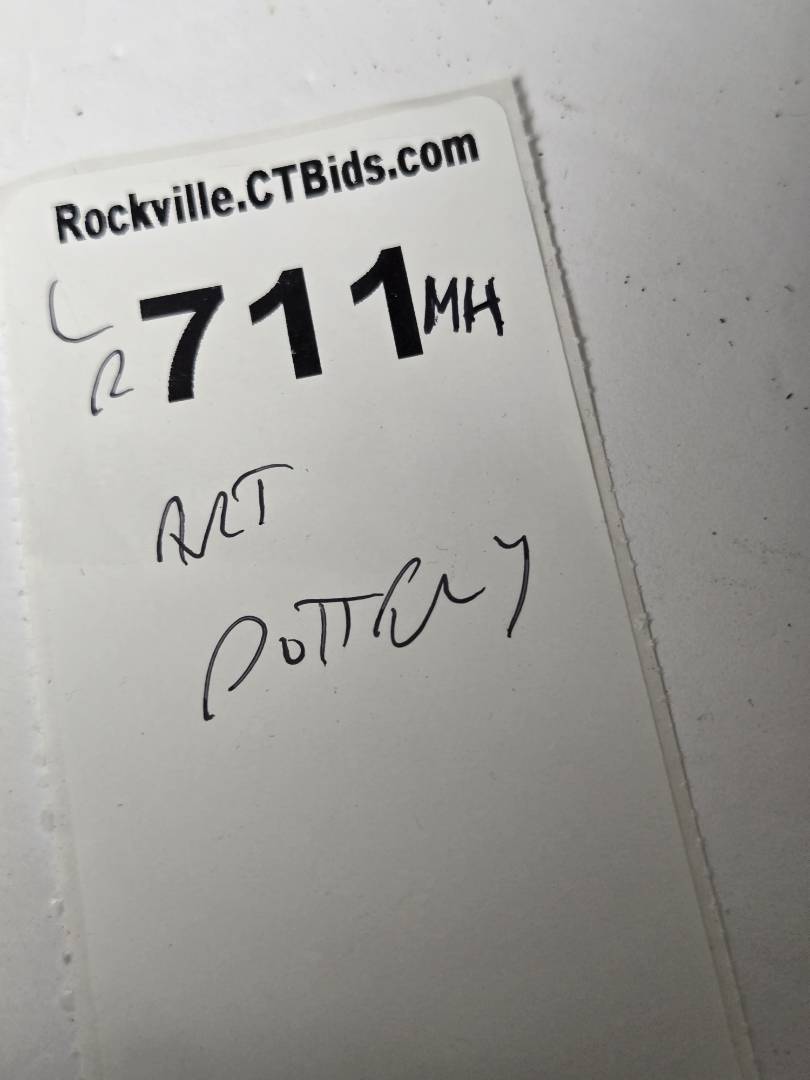 Rockville.CTBids.com
L
R 711 MH
ART
POTTERY